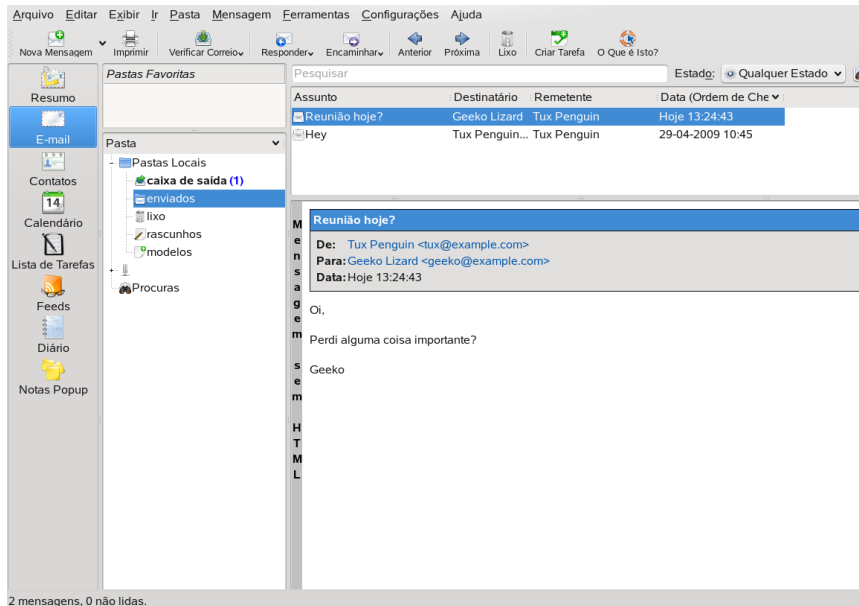 Arquivo Editar Exibir Ir Pasta Mensagem Ferramentas Configurações Ajuda
Nova Mensagem Imprimir Verificar Correio Responder Encaminhar Anterior Próxima Lixo Criar Tarefa O Que é Isto?
Resumo
E-mail
Contatos
14
Calendário
Lista de Tarefas
Feeds
Diário
Notas Popup
Pastas Favoritas
Pasta
Pastas Locais
caixa de saída (1)
enviados
lixo
rascunhos
modelos
Procuras
Pesquisar Estado: Qualquer Estado
Assunto Destinatário Remetente Data (Ordem de Che
Reunião hoje? Geeko Lizard Tux Penguin Hoje 13:24:43
Hey Tux Penguin... Tux Penguin 29-04-2009 10:45
Mensagem sem HTML
Reunião hoje?
De: Tux Penguin <tux@example.com>
Para: Geeko Lizard <geeko@example.com>
Data: Hoje 13:24:43
Oi,
Perdi alguma coisa importante?
Geeko
2 mensagens, 0 não lidas.